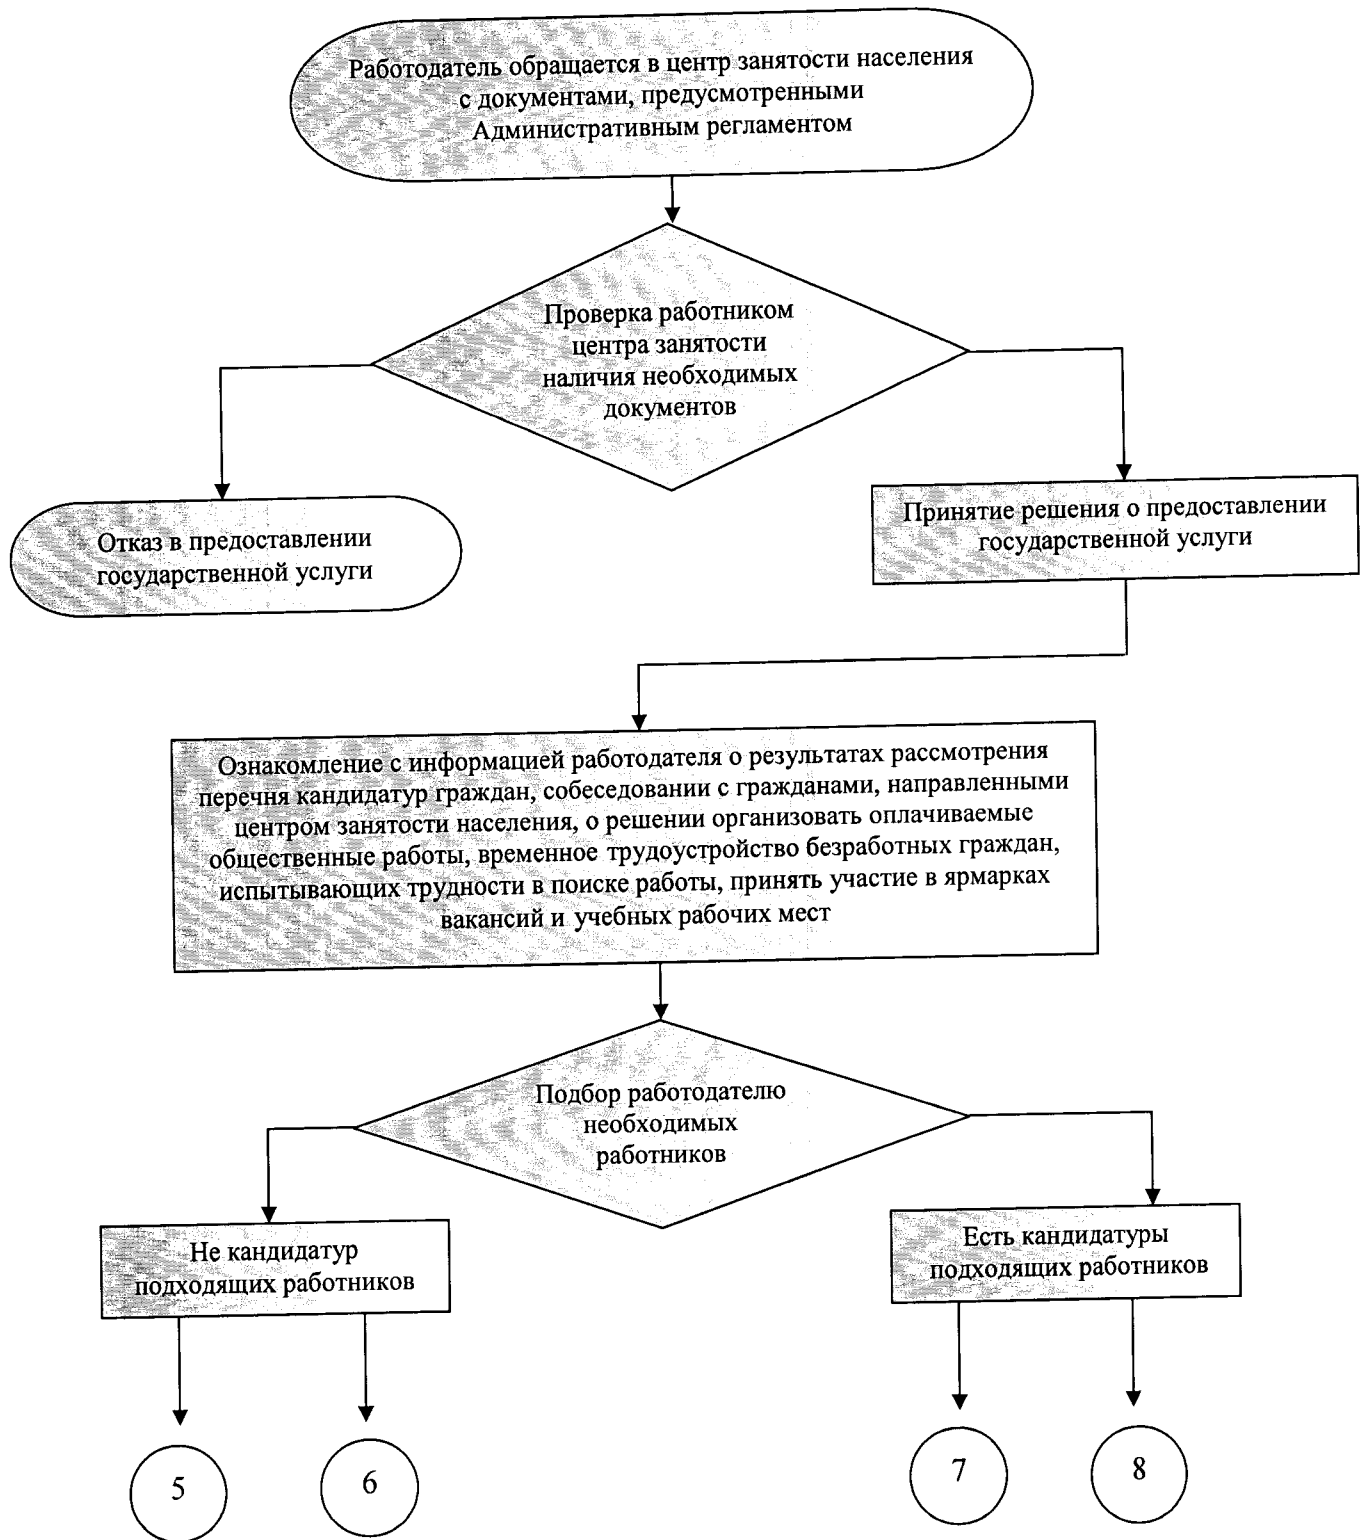 Работодатель обращается в центр занятости населения
с документами, предусмотренными
Административным регламентом
Проверка работником
центра занятости
наличия необходимых
документов
Отказ в предоставлении
государственной услуги
Принятие решения о предоставлении
государственной услуги
Ознакомление с информацией работодателя о результатах рассмотрения
перечня кандидатур граждан, собеседовании с гражданами, направленными
центром занятости населения, о решении организовать оплачиваемые
общественные работы, временное трудоустройство безработных граждан,
испытывающих трудности в поиске работы, принять участие в ярмарках
вакансий и учебных рабочих мест
Подбор работодателю
необходимых
работников
Не кандидатур
подходящих работников
Есть кандидатуры
подходящих работников
5
6
7
8